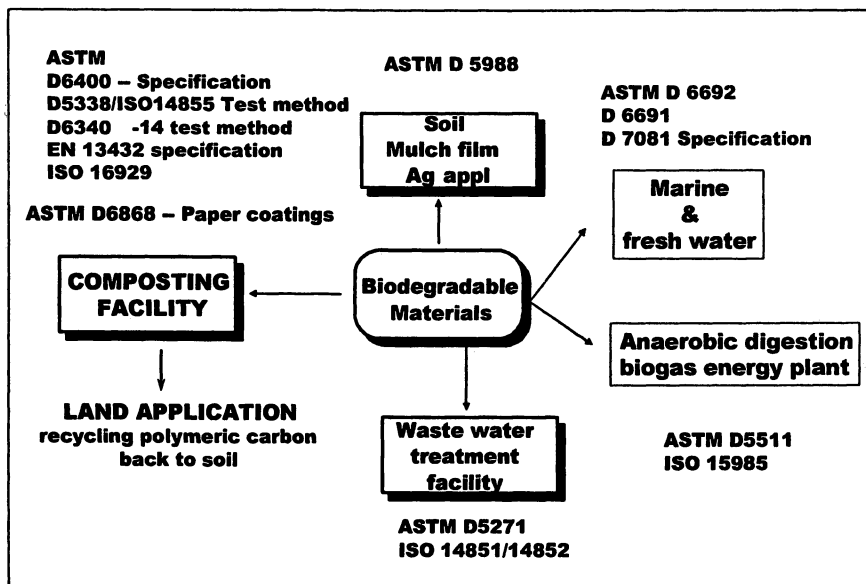 ASTM
D6400 – Specification
D5338/ISO14855 Test method
D6340 -14 test method
EN 13432 specification
ISO 16929
ASTM D6868 – Paper coatings
ASTM D 5988
Soil
Mulch film
Ag appl
ASTM D 6692
D 6691
D 7081 Specification
Marine
&
fresh water
COMPOSTING
FACILITY
Biodegradable
Materials
Anaerobic digestion
biogas energy plant
LAND APPLICATION
recycling polymeric carbon
back to soil
Waste water
treatment
facility
ASTM D5511
ISO 15985
ASTM D5271
ISO 14851/14852